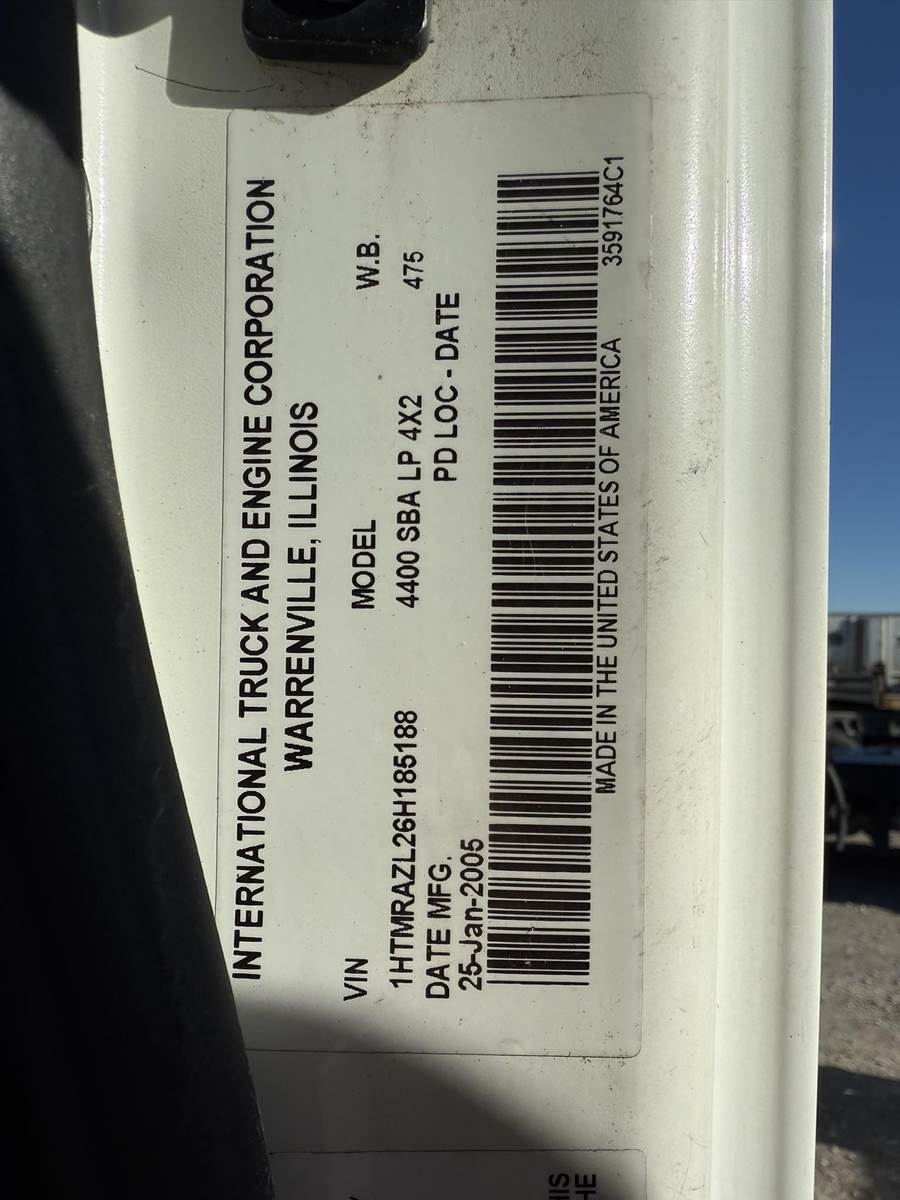 INTERNATIONAL TRUCK AND ENGINE CORPORATION
WARRENVILLE, ILLINOIS
VIN MODEL W.B.
1HTMRAZL26H185188 4400 SBA LP 4X2 475
DATE MFG. PD LOC - DATE
25-Jan-2005
MADE IN THE UNITED STATES OF AMERICA 3591764C1